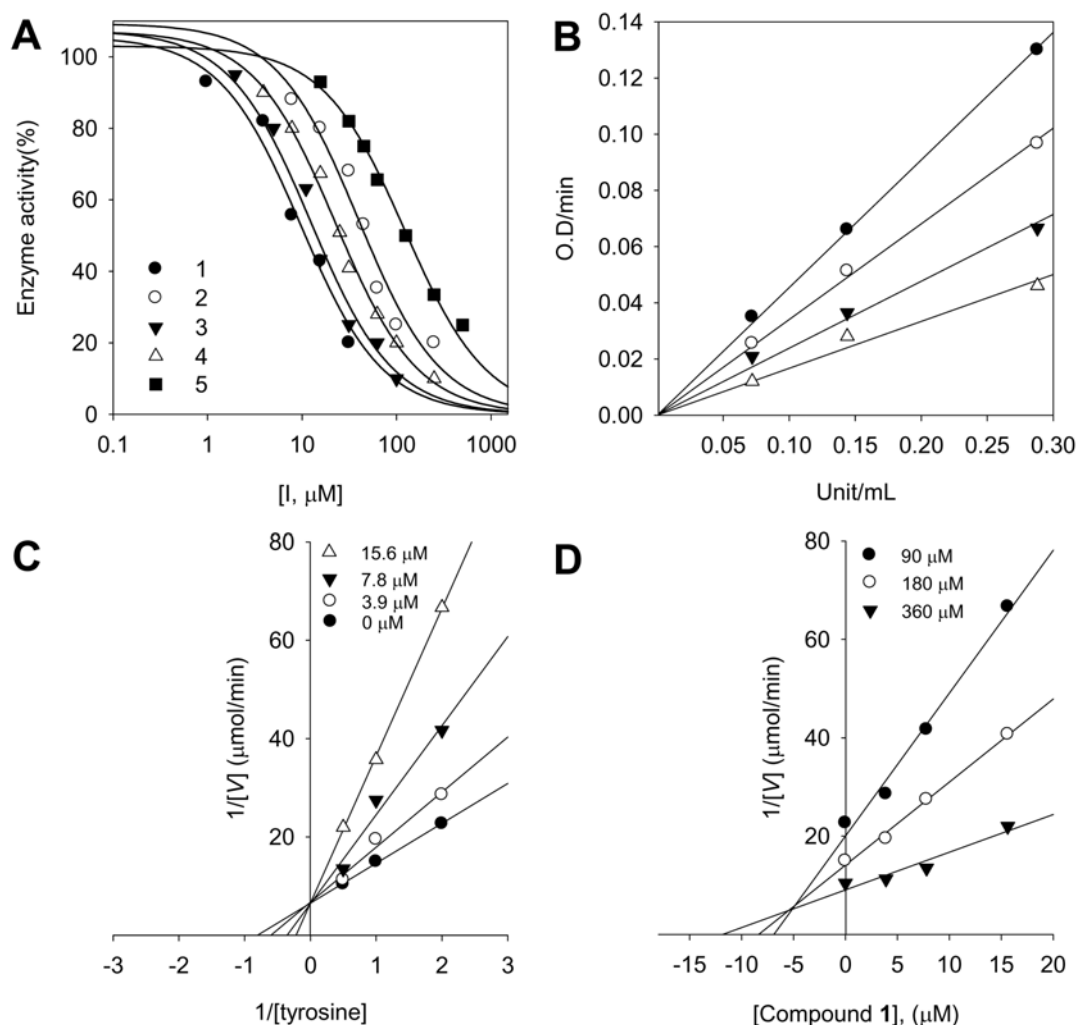 A
Enzyme activity(%)
100
80
60
40
20
0
1
2
3
4
5
0.1
1
10
100
1000
[I, μM]
B
O.D/min
0.14
0.12
0.10
0.08
0.06
0.04
0.02
0.00
0.05
0.10
0.15
0.20
0.25
0.30
Unit/mL
C
1/[V] (μmol/min)
80
60
40
20
15.6 μM
7.8 μM
3.9 μM
0 μM
-3
-2
-1
0
1
2
3
1/[tyrosine]
D
1/[V] (μmol/min)
80
60
40
20
90 μM
180 μM
360 μM
-15
-10
-5
0
5
10
15
20
[Compound 1], (μM)